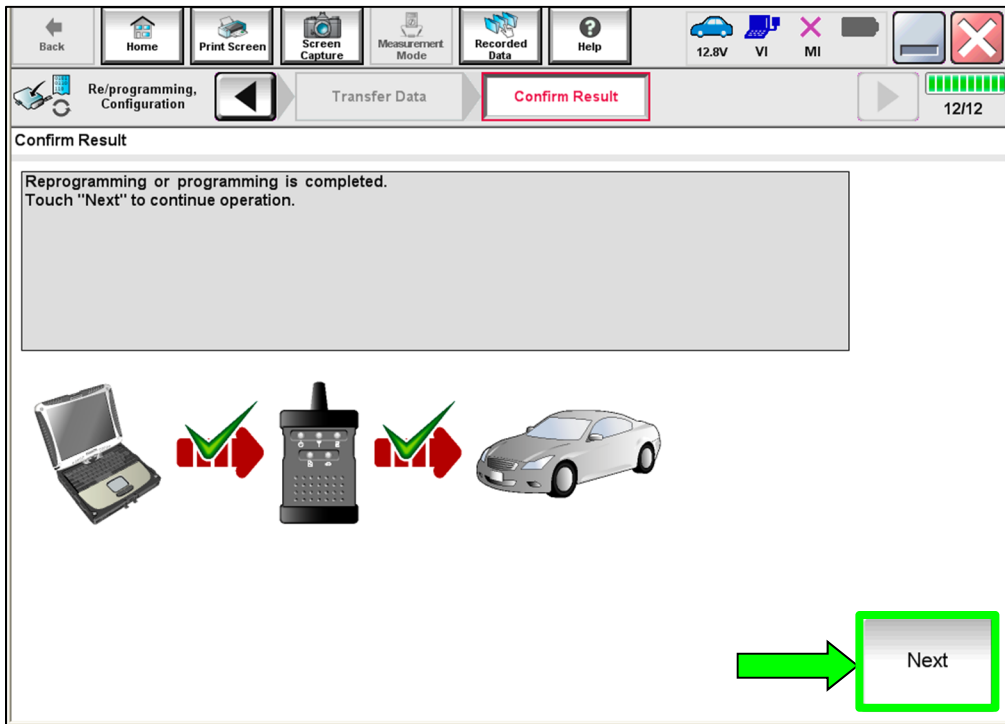 Back
Home
Print Screen
Screen
Capture
Measurement
Mode
Recorded
Data
Help
12.8V
VI
MI
Re/programming,
Configuration
Transfer Data
Confirm Result
12/12
Confirm Result
Reprogramming or programming is completed.
Touch "Next" to continue operation.
Next